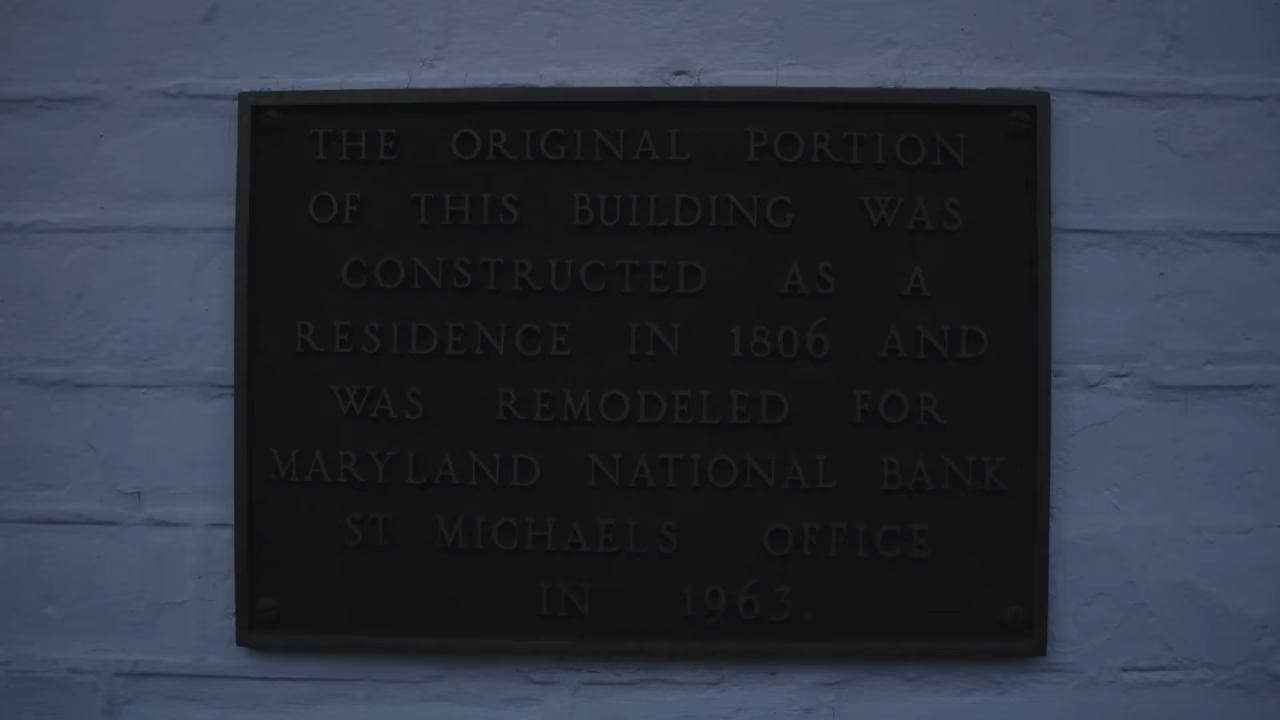 THE ORIGINAL PORTION
OF THIS BUILDING WAS
CONSTRUCTED AS A
RESIDENCE IN 1806 AND
WAS REMODELED FOR
MARYLAND NATIONAL BANK
ST MICHAELS OFFICE
IN 1963.